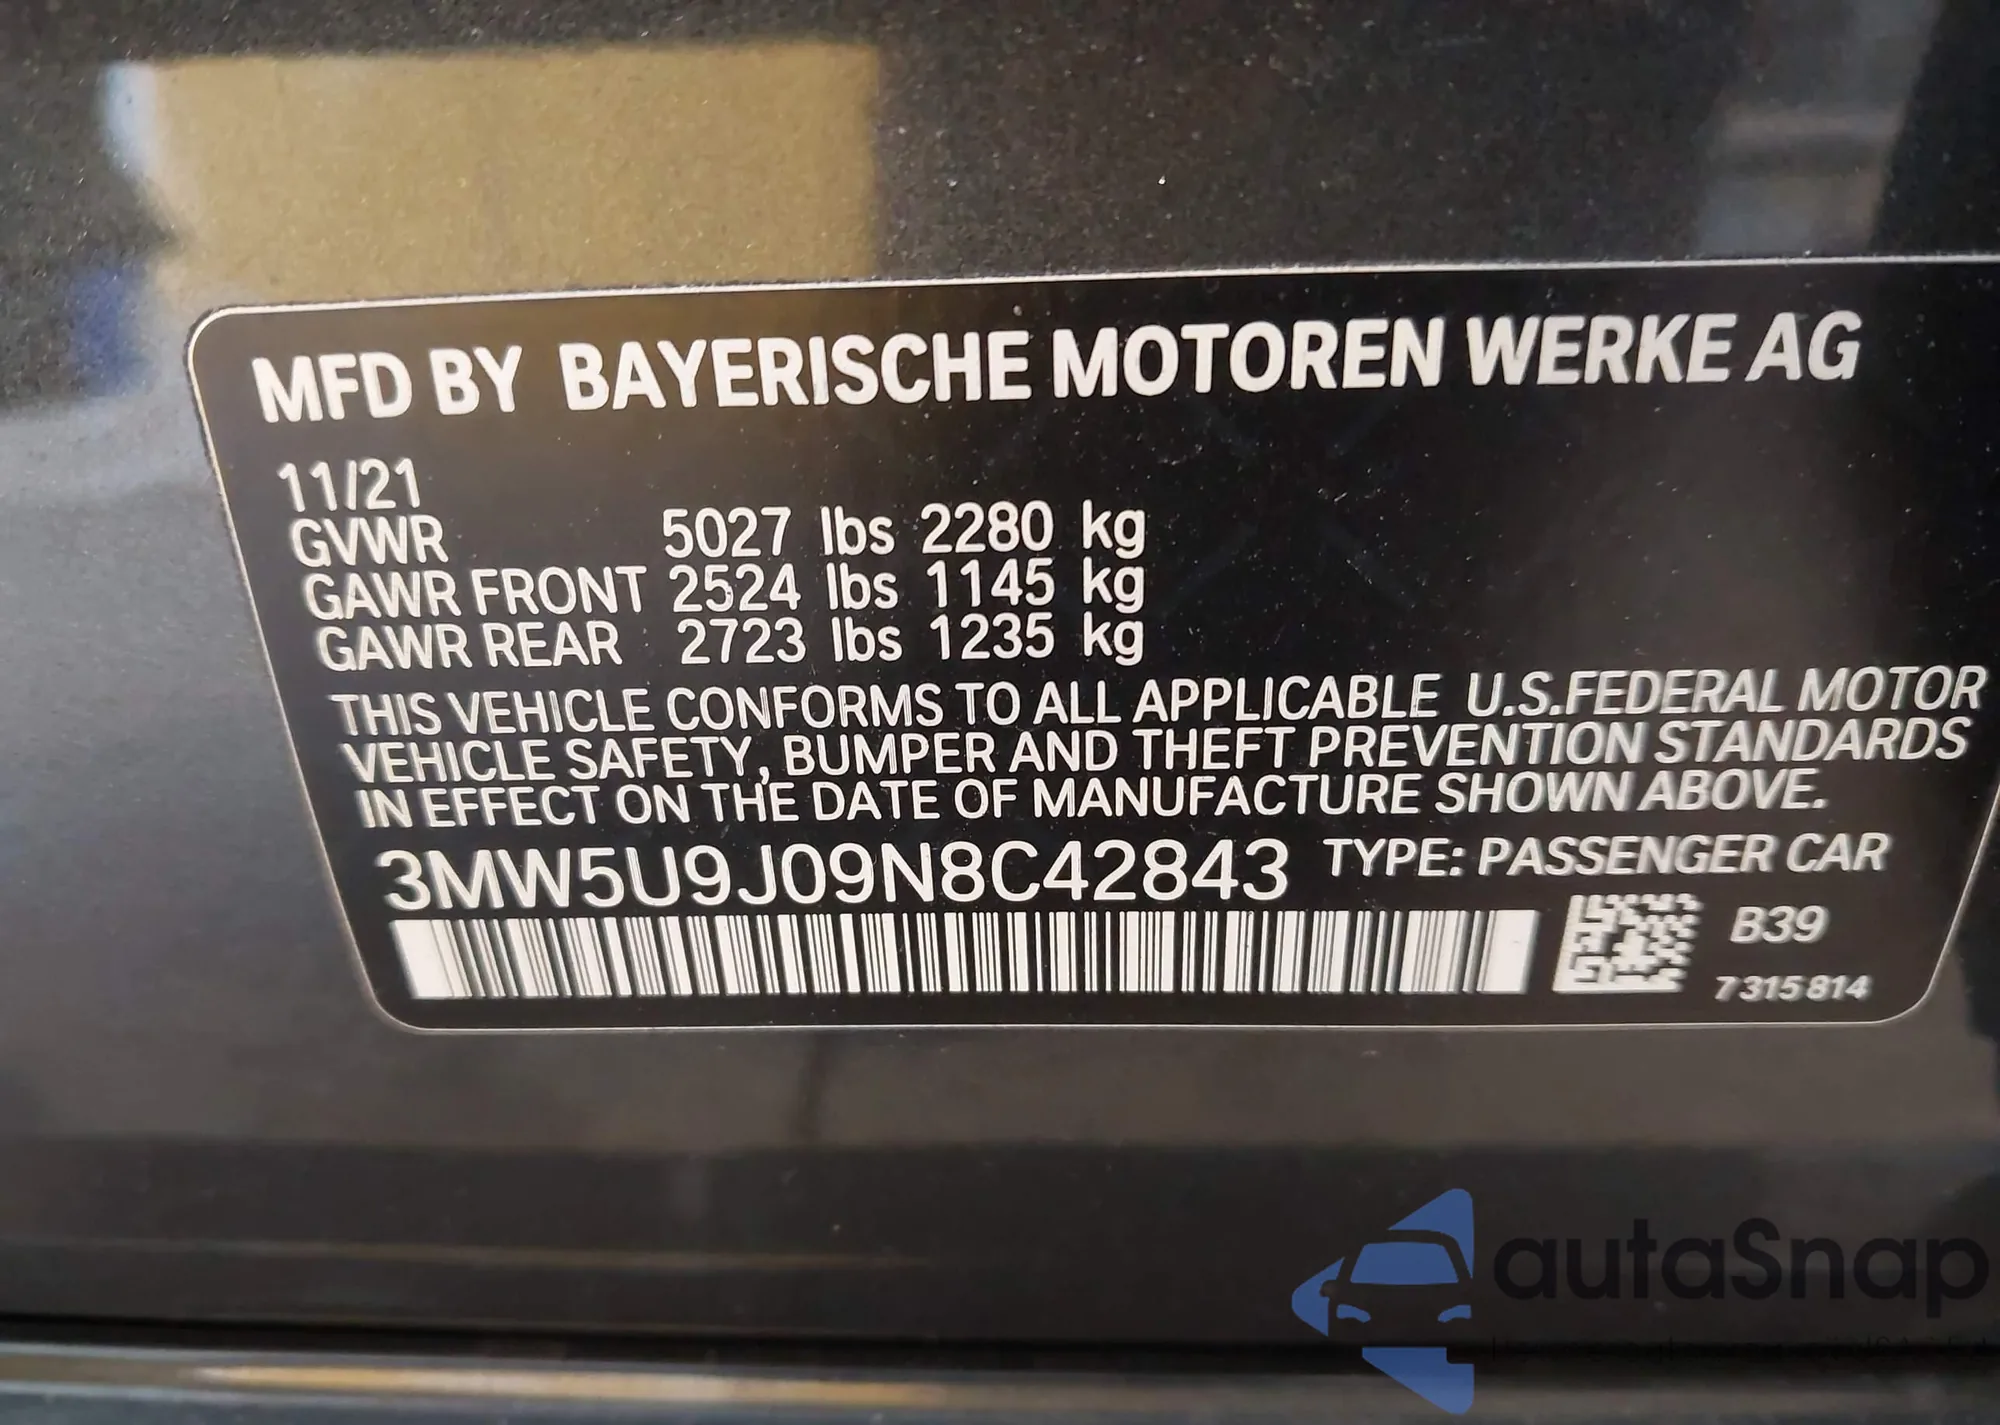 MFD BY BAYERISCHE MOTOREN WERKE AG
11/21
GVWR 5027 lbs 2280 kg
GAWR FRONT 2524 lbs 1145 kg
GAWR REAR 2723 lbs 1235 kg
THIS VEHICLE CONFORMS TO ALL APPLICABLE U.S.FEDERAL MOTOR
VEHICLE SAFETY, BUMPER AND THEFT PREVENTION STANDARDS
IN EFFECT ON THE DATE OF MANUFACTURE SHOWN ABOVE.
3MW5U9J09N8C42843 TYPE: PASSENGER CAR
B39
7 315 814
autaSnap